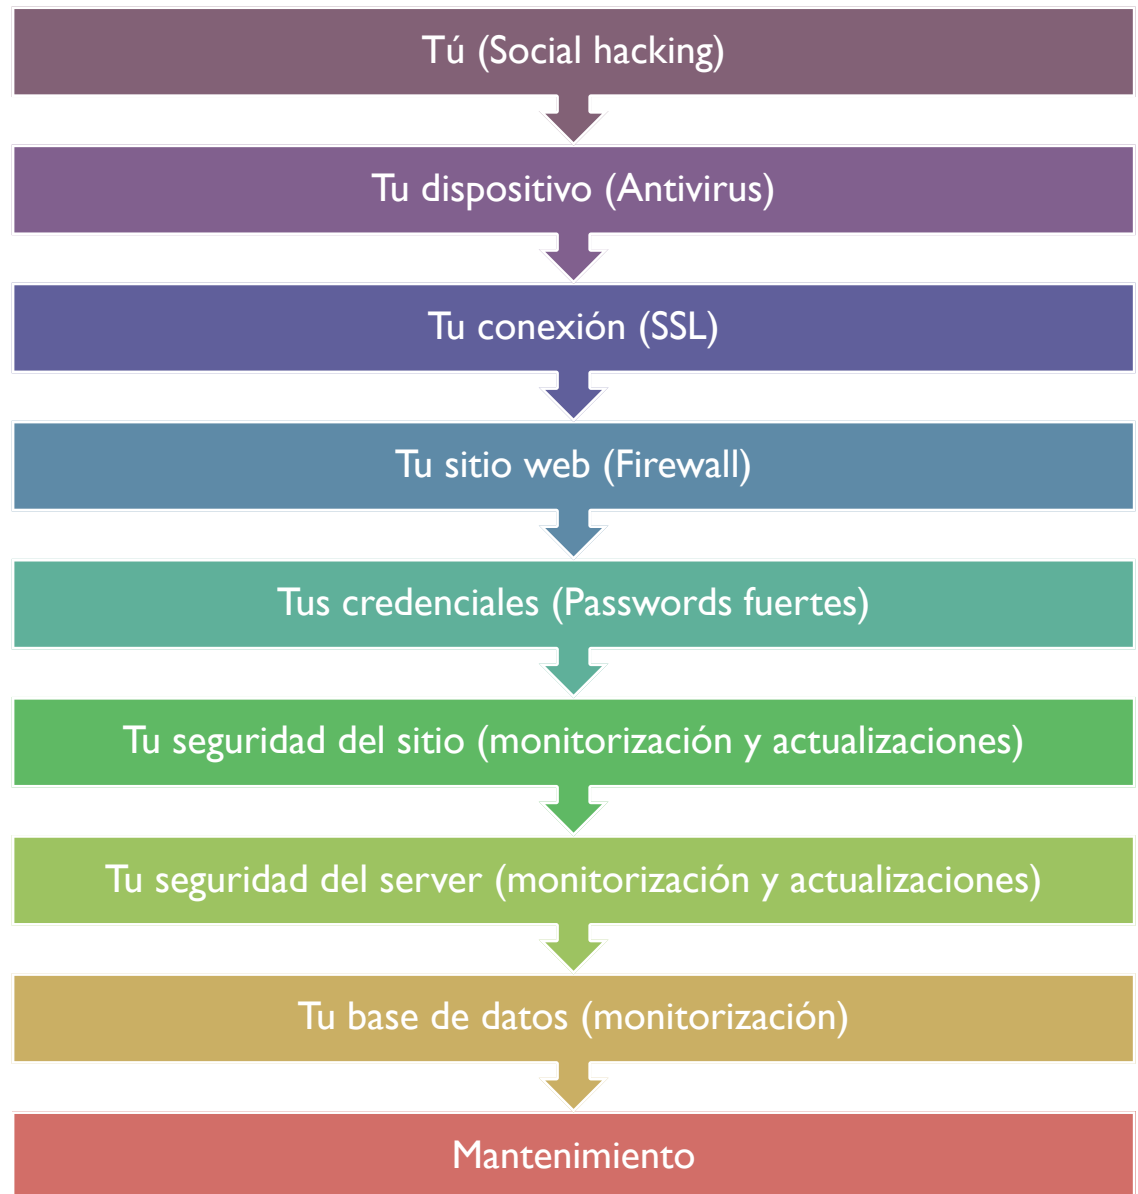 Tú (Social hacking)
Tu dispositivo (Antivirus)
Tu conexión (SSL)
Tu sitio web (Firewall)
Tus credenciales (Passwords fuertes)
Tu seguridad del sitio (monitorización y actualizaciones)
Tu seguridad del server (monitorización y actualizaciones)
Tu base de datos (monitorización)
Mantenimiento